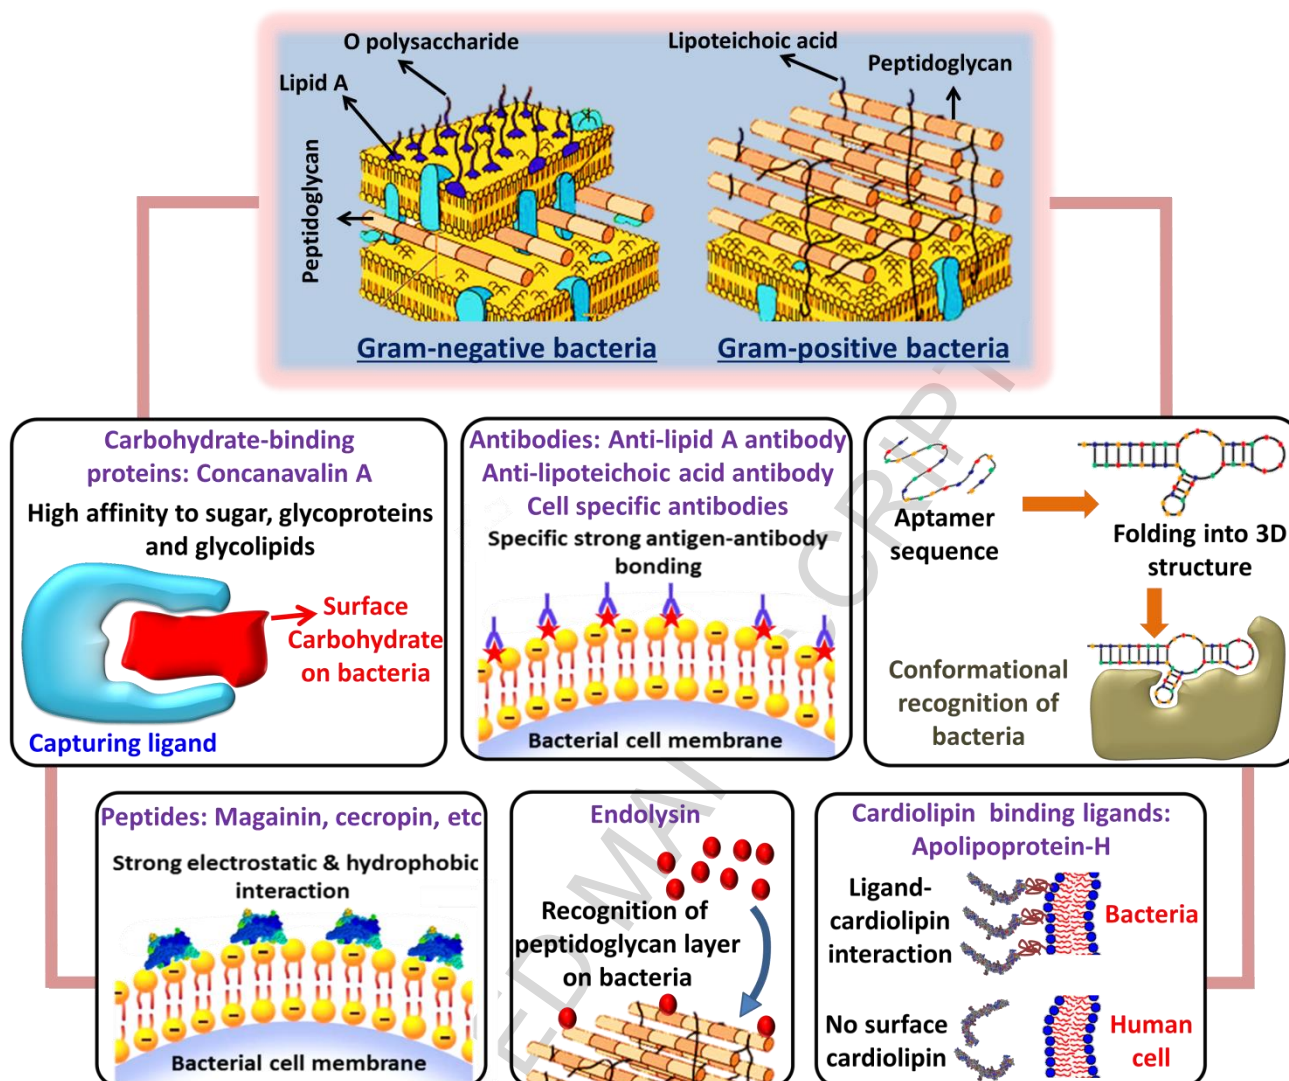 O polysaccharide
Lipid A
Peptidoglycan
Gram-negative bacteria
Lipoteichoic acid
Peptidoglycan
Gram-positive bacteria
Carbohydrate-binding
proteins: Concanavalin A
High affinity to sugar, glycoproteins
and glycolipids
Surface
Carbohydrate
on bacteria
Capturing ligand
Antibodies: Anti-lipid A antibody
Anti-lipoteichoic acid antibody
Cell specific antibodies
Specific strong antigen-antibody
bonding
Bacterial cell membrane
Aptamer
sequence
Folding into 3D
structure
Conformational
recognition of
bacteria
Peptides: Magainin, cecropin, etc
Strong electrostatic & hydrophobic
interaction
Bacterial cell membrane
Endolysin
Recognition of
peptidoglycan layer
on bacteria
Cardiolipin binding ligands:
Apolipoprotein-H
Ligand-
cardiolipin
interaction
Bacteria
No surface
cardiolipin
Human
cell